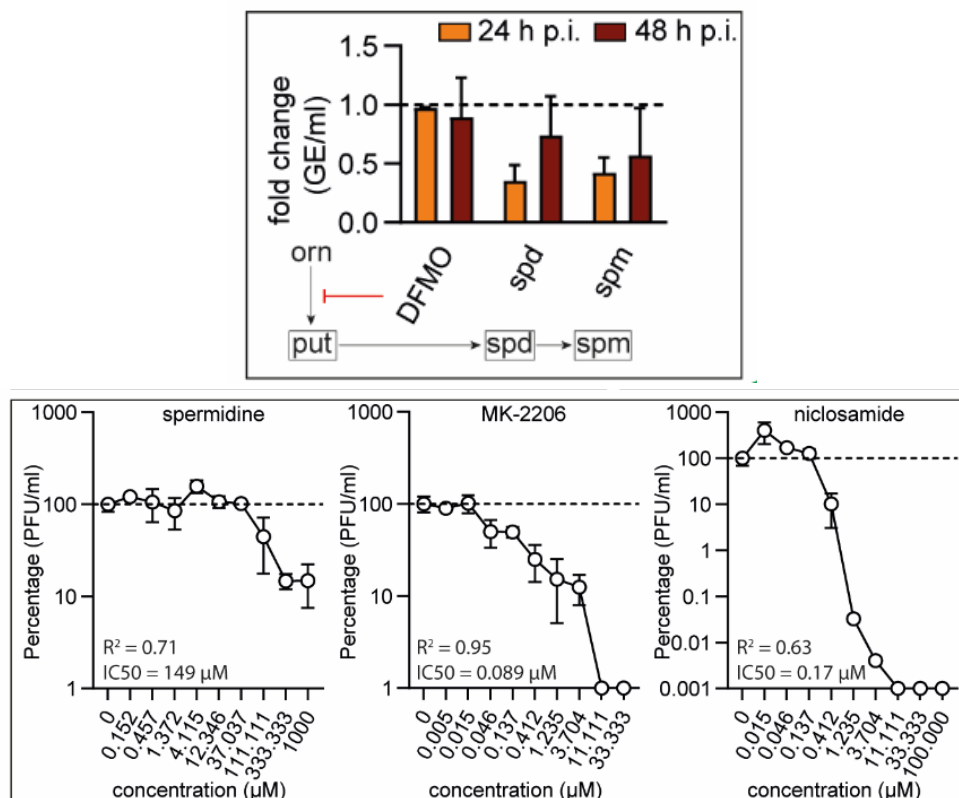 24 h p.i. 48 h p.i.
fold change
(GE/ml)
1.5
1.0
0.5
0.0
DFMO
spd
spm
orn
put
spd
spm
spermidine
Percentage (PFU/ml)
1000
100
10
1
R² = 0.71
IC50 = 149 µM
0
0.152
0.457
1.372
4.115
12.346
37.037
111.111
333.333
1000
concentration (µM)
MK-2206
Percentage (PFU/ml)
1000
100
10
1
R² = 0.95
IC50 = 0.089 µM
0
0.005
0.015
0.046
0.137
0.412
1.235
3.704
11.111
33.333
concentration (µM)
niclosamide
Percentage (PFU/ml)
1000
100
10
1
0.1
0.01
0.001
R² = 0.63
IC50 = 0.17 µM
0
0.015
0.046
0.137
0.412
1.235
3.704
11.111
33.333
100.000
concentration (µM)